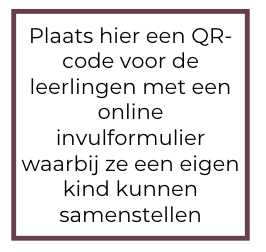 Plaats hier een QR-
code voor de
leerlingen met een
online
invulformulier
waarbij ze een eigen
kind kunnen
samenstellen